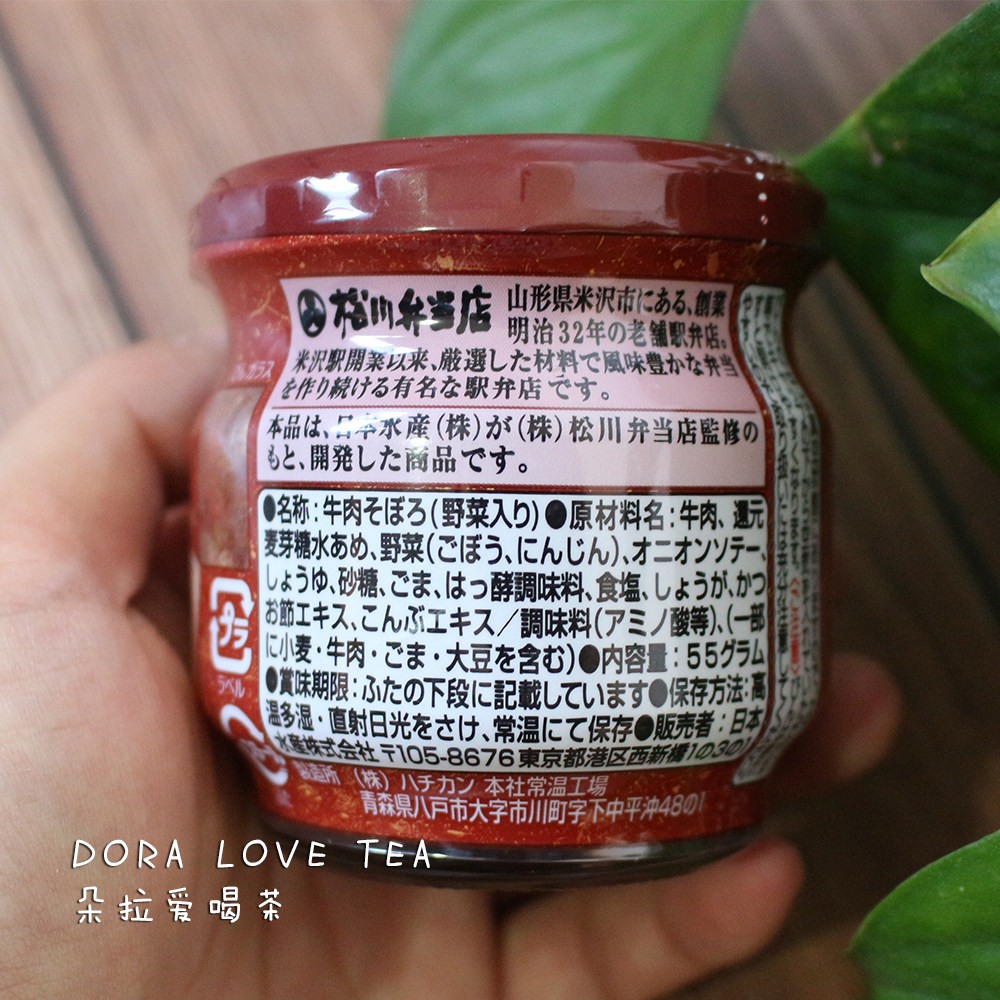 松川弁当店
山形県米沢市にある、創業
明治32年の老舗駅弁店。
米沢駅開業以来、厳選した材料で風味豊かな弁当
を作り続ける有名な駅弁店です。
本品は、日本水産(株)が(株)松川弁当店監修の
もと、開発した商品です。
●名称:牛肉そぼろ(野菜入り)●原材料名:牛肉、還元
麦芽糖水あめ、野菜(ごぼう、にんじん)、オニオンソテー、
しょうゆ、砂糖、ごま、はっ酵調味料、食塩、しょうが、かつ
お節エキス、こんぶエキス/調味料(アミノ酸等)、(一部
に小麦・牛肉・ごま・大豆を含む)●内容量:55グラム
●賞味期限:ふたの下段に記載しています●保存方法:高
温多湿・直射日光をさけ、常温にて保存●販売者:日本
水産株式会社 〒105-8676 東京都港区西新橋1の3の1
製造所 (株)ハチカン 本社常温工場
青森県八戸市大字市川町字下中平沖48の1
ガラス
プラ
ラベル
DORA LOVE TEA
朵拉爱喝茶